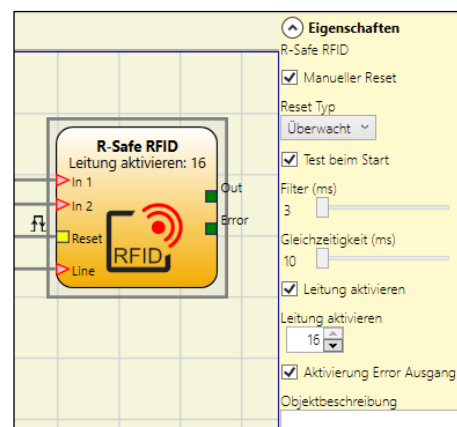 R-Safe RFID
Leitung aktivieren: 16
In 1
In 2
Reset
Line
Out
Error
RFID
Eigenschaften
R-Safe RFID
Manueller Reset
Reset Typ
Überwacht
Test beim Start
Filter (ms)
3
Gleichzeitigkeit (ms)
10
Leitung aktivieren
Leitung aktivieren
16
Aktivierung Error Ausgang
Objektbeschreibung